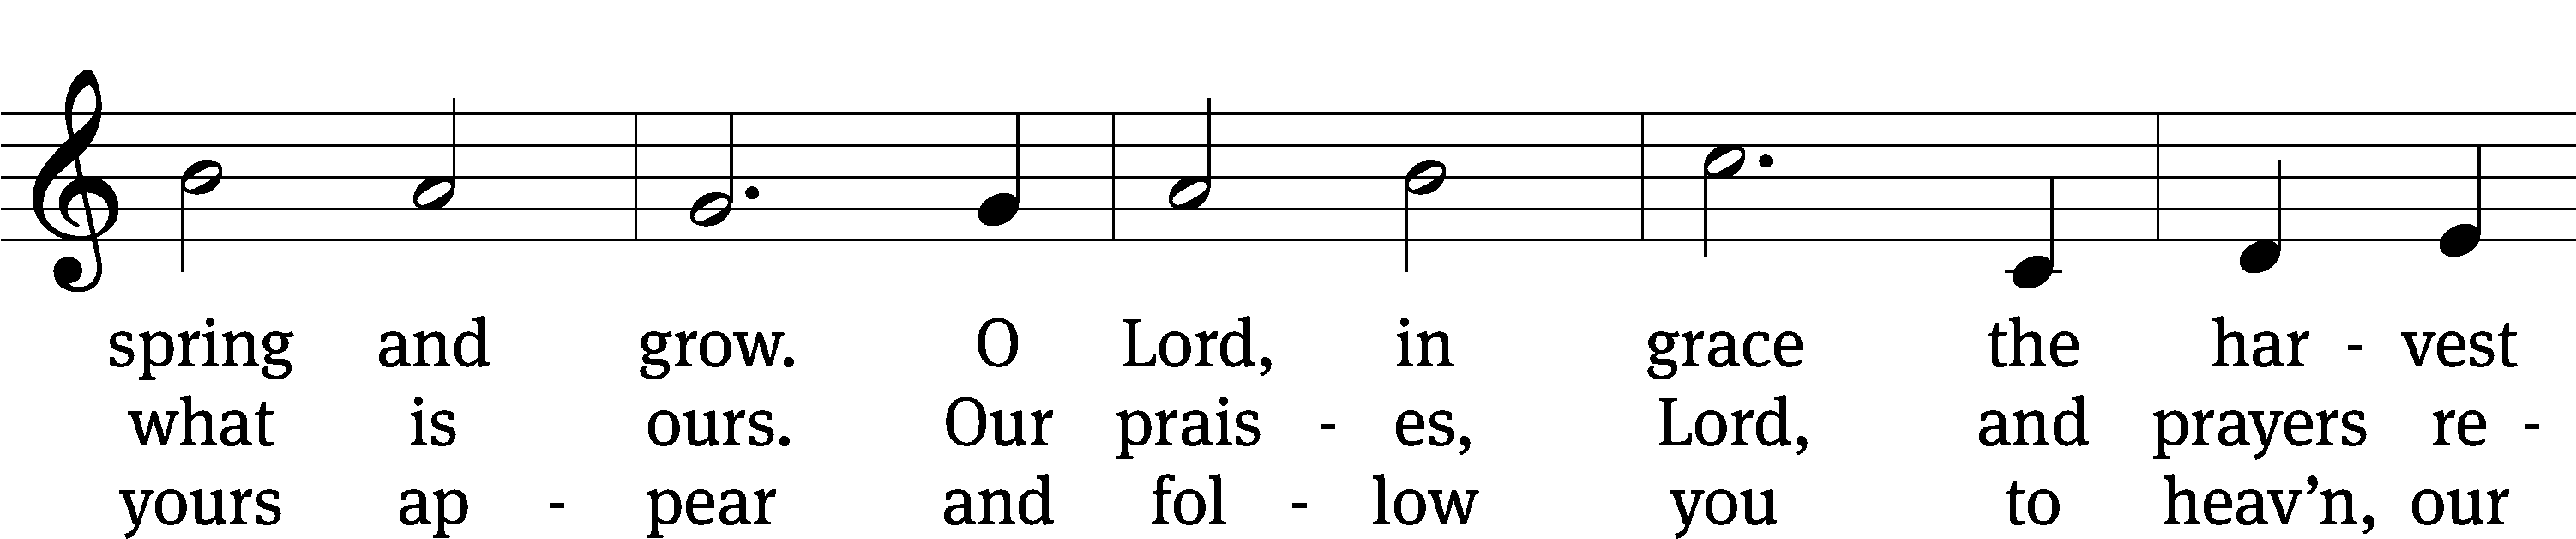 spring and grow. O Lord, in grace the har - vest
what is ours. Our prais - es, Lord, and prayers re -
yours ap - pear and fol - low you to heav’n, our